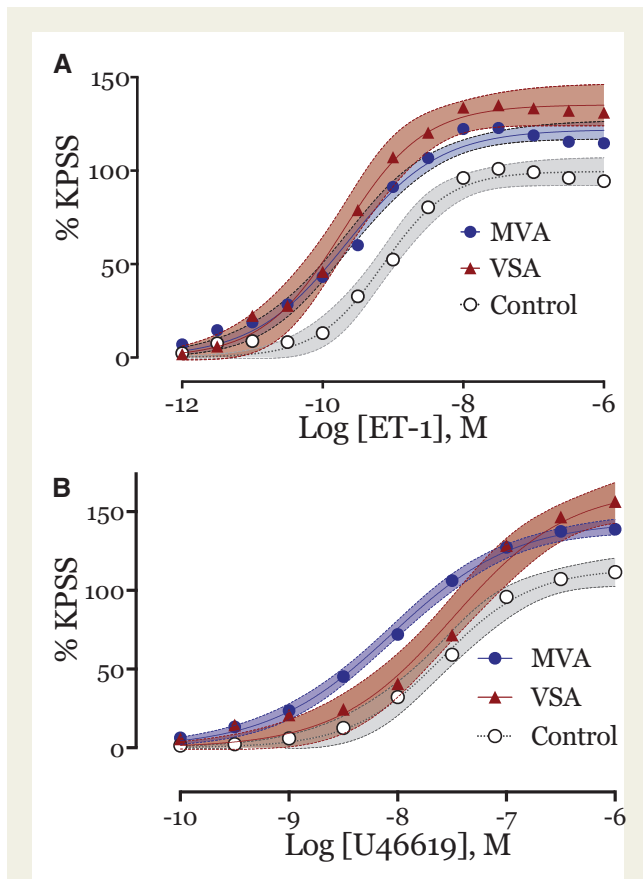 A
150
100
50
0
% KPSS
MVA
VSA
Control
-12
-10
-8
-6
Log [ET-1], M
B
150
100
50
0
% KPSS
MVA
VSA
Control
-10
-9
-8
-7
-6
Log [U46619], M